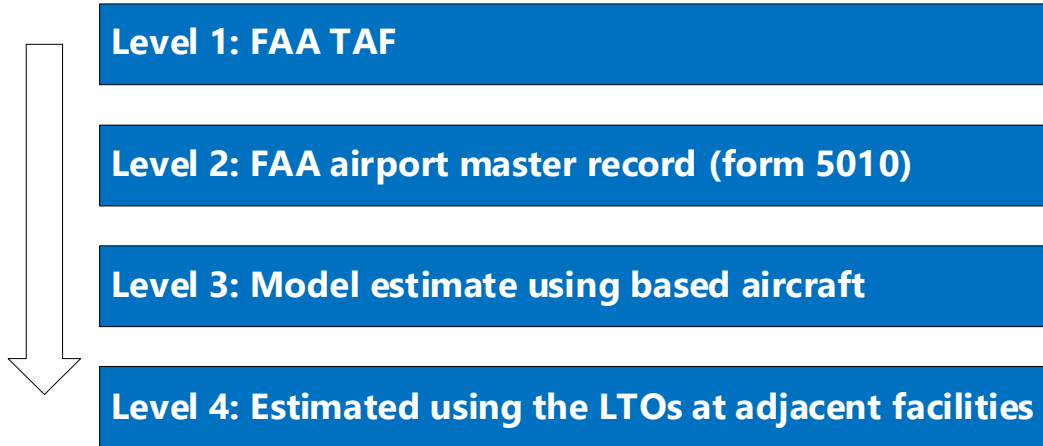 Level 1: FAA TAF
Level 2: FAA airport master record (form 5010)
Level 3: Model estimate using based aircraft
Level 4: Estimated using the LTOs at adjacent facilities